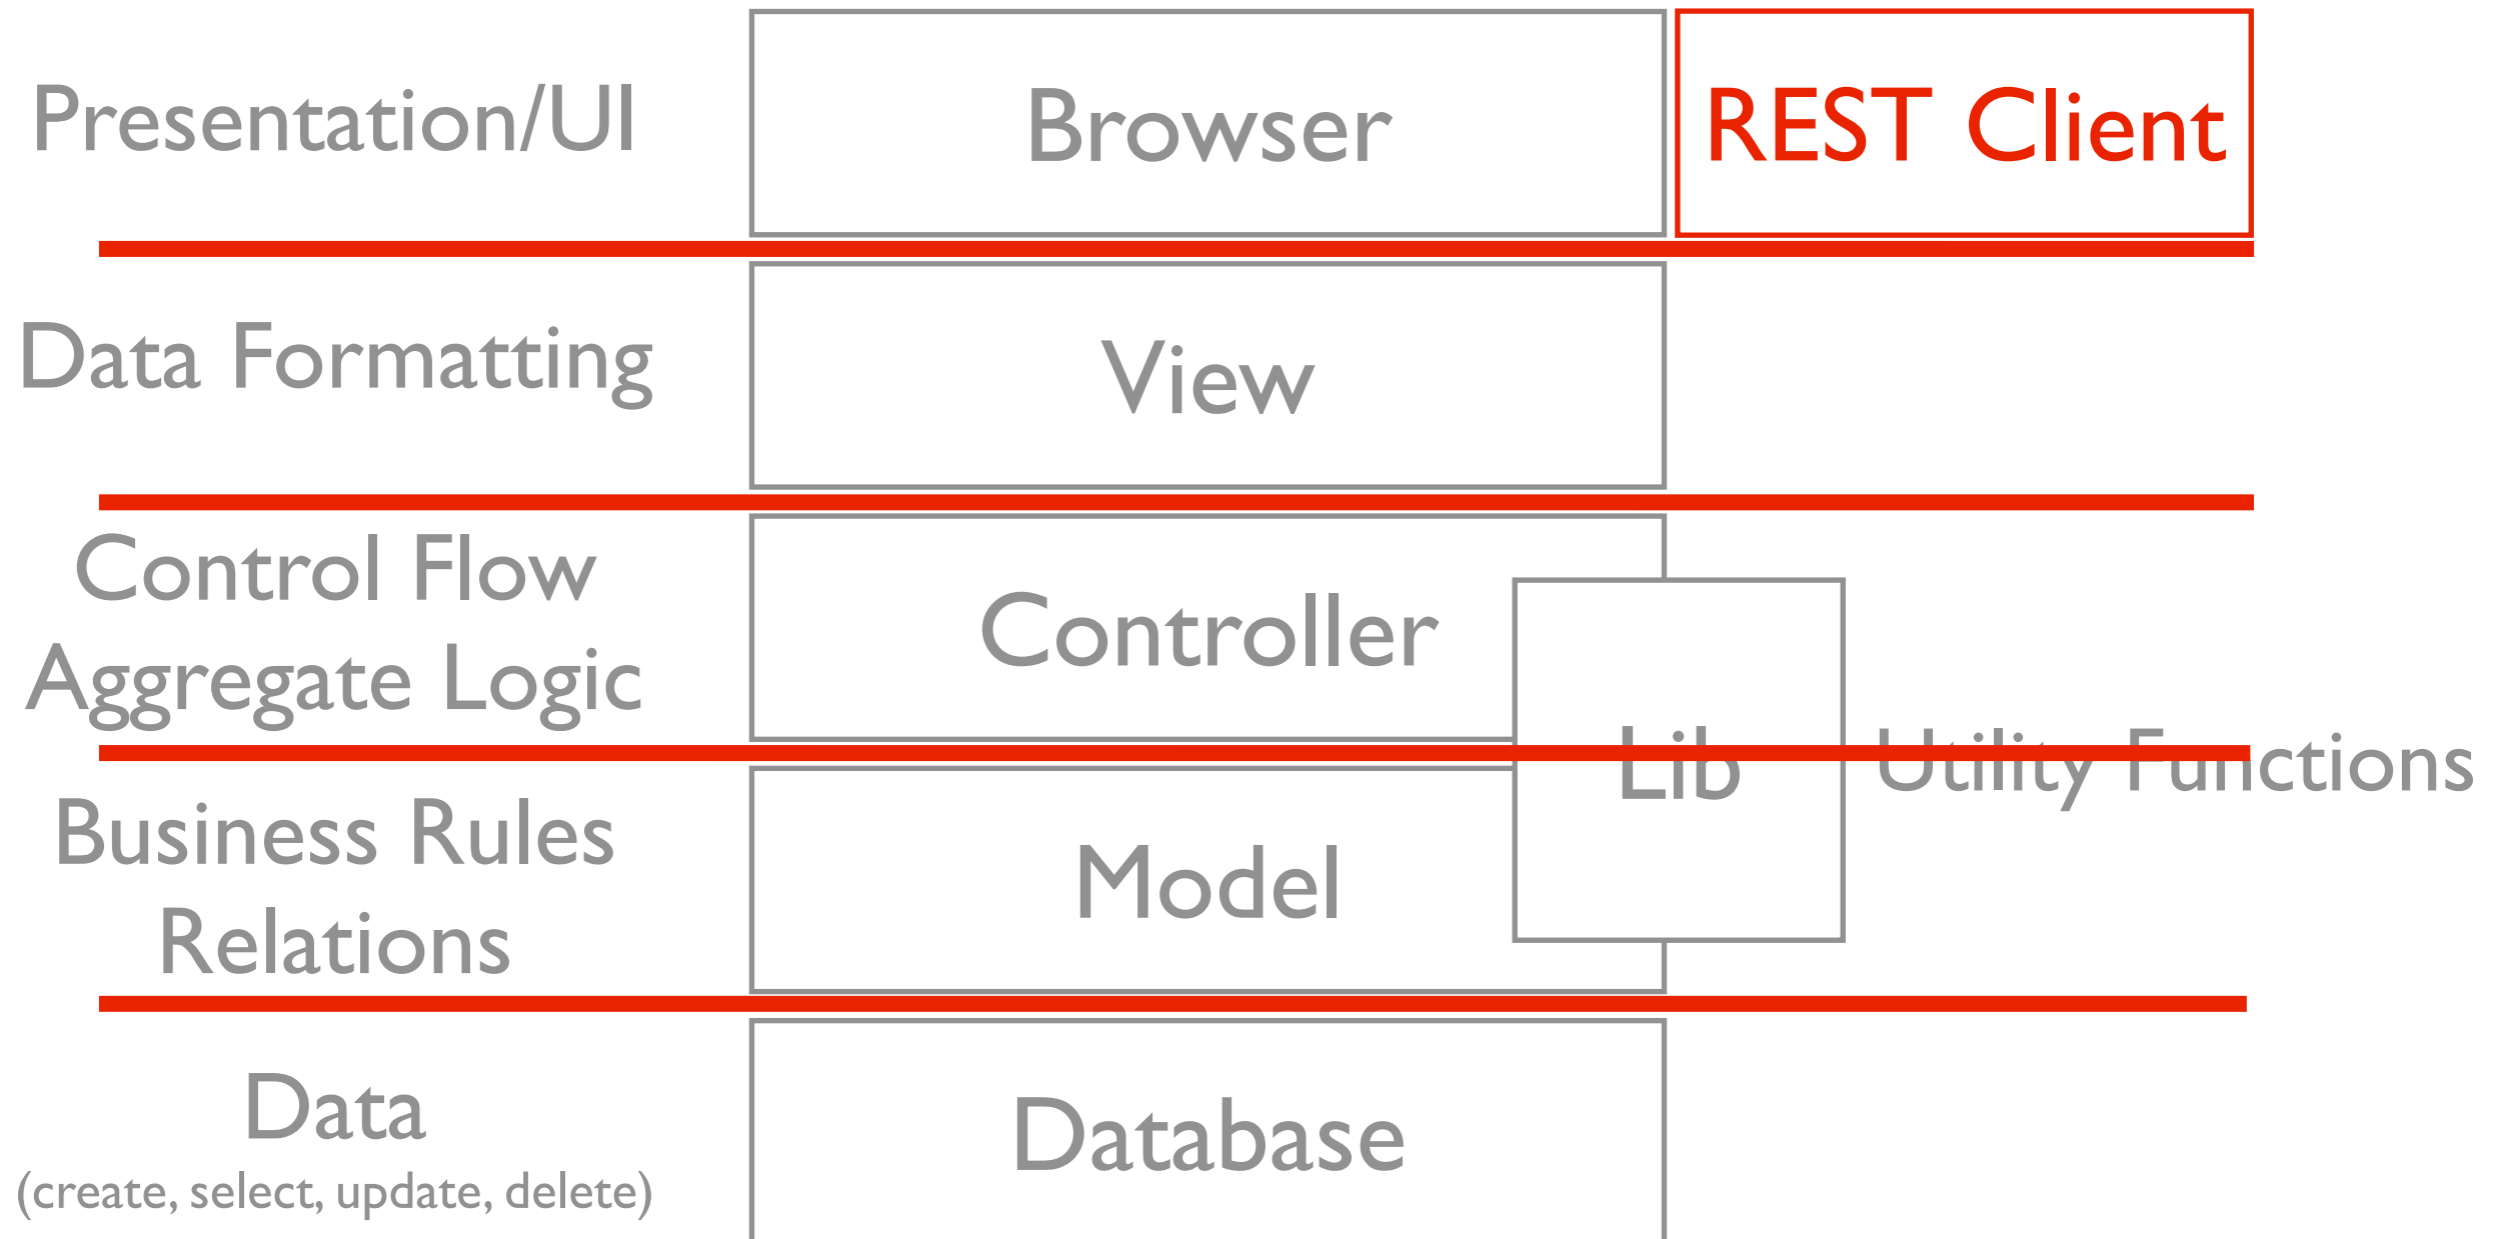 Presentation/UI
Browser
REST Client
Data Formatting
View
Control Flow
Aggregate Logic
Controller
Lib
Utility Functions
Business Rules
Relations
Model
Data
(create, select, update, delete)
Database